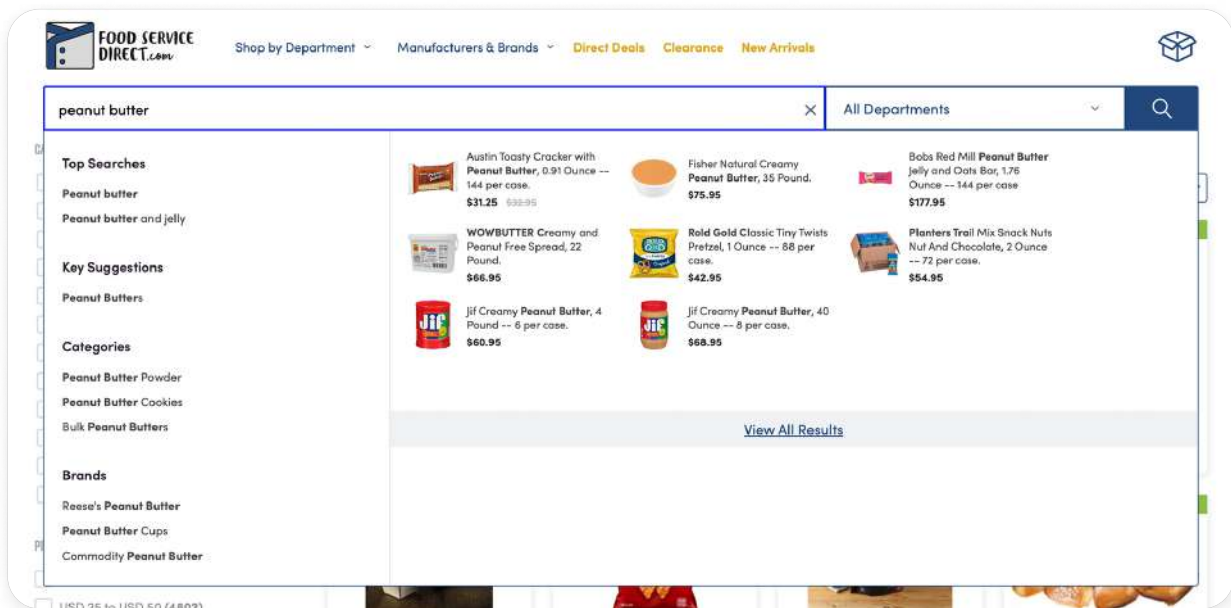 FOOD SERVICE
DIRECT.com
Shop by Department
Manufacturers & Brands
Direct Deals
Clearance
New Arrivals
peanut butter
All Departments
Top Searches
Peanut butter
Peanut butter and jelly
Key Suggestions
Peanut Butters
Categories
Peanut Butter Powder
Peanut Butter Cookies
Bulk Peanut Butters
Brands
Reese's Peanut Butter
Peanut Butter Cups
Commodity Peanut Butter
Austin Toasty Cracker with
Peanut Butter, 0.91 Ounce --
144 per case.
$31.25 $32.95
Fisher Natural Creamy
Peanut Butter, 35 Pound.
$75.95
Bobs Red Mill Peanut Butter
Jelly and Oats Bar, 1.76
Ounce -- 144 per case
$177.95
WOWBUTTER Creamy and
Peanut Free Spread, 22
Pound.
$66.95
Rold Gold Classic Tiny Twists
Pretzel, 1 Ounce -- 88 per
case.
$42.95
Planters Trail Mix Snack Nuts
Nut And Chocolate, 2 Ounce
-- 72 per case.
$54.95
Jif
Jif Creamy Peanut Butter, 4
Pound -- 6 per case.
$60.95
Jif
Jif Creamy Peanut Butter, 40
Ounce -- 8 per case.
$68.95
View All Results
USD 25 to USD 50 (4803)